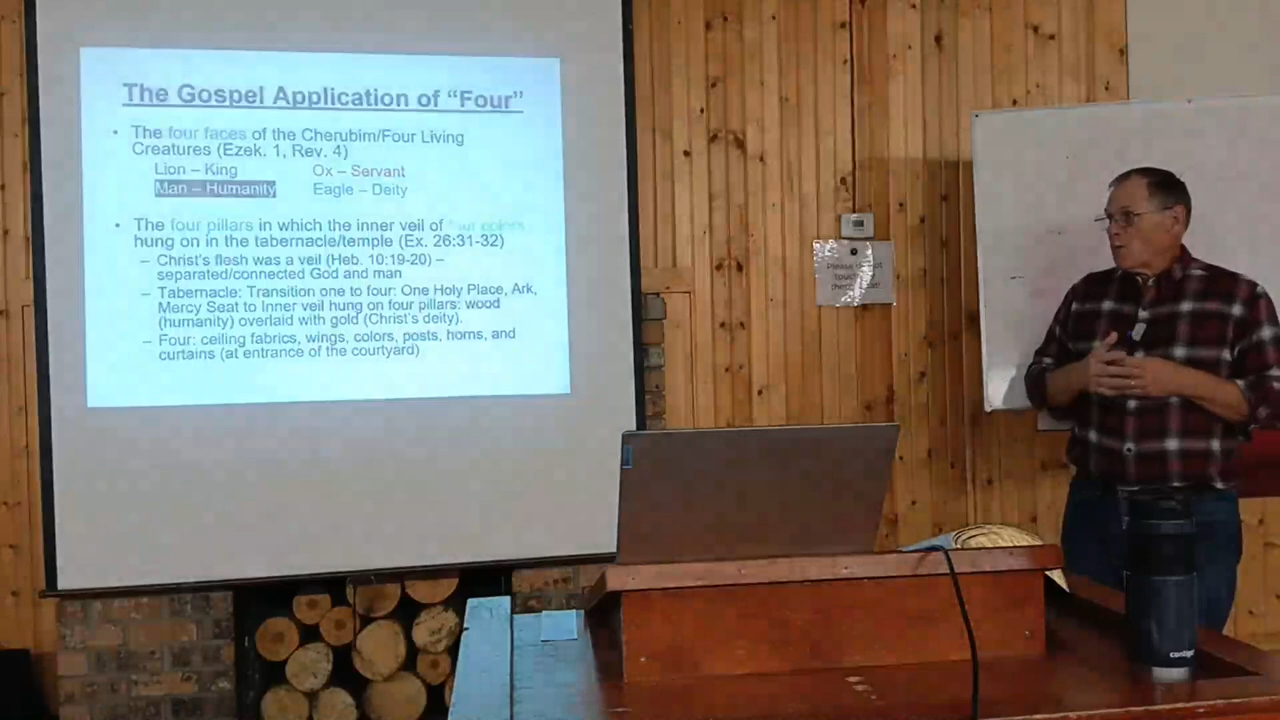 The Gospel Application of “Four”
• The four faces of the Cherubim/Four Living
Creatures (Ezek. 1, Rev. 4)
Lion – King Ox – Servant
Man – Humanity Eagle – Deity
• The four pillars in which the inner veil of four colors
hung on in the tabernacle/temple (Ex. 26:31-32)
– Christ's flesh was a veil (Heb. 10:19-20) –
separated/connected God and man
– Tabernacle: Transition one to four: One Holy Place, Ark,
Mercy Seat to Inner veil hung on four pillars: wood
(humanity) overlaid with gold (Christ's deity).
– Four: ceiling fabrics, wings, colors, posts, horns, and
curtains (at entrance of the courtyard)
Please
touch
contigo